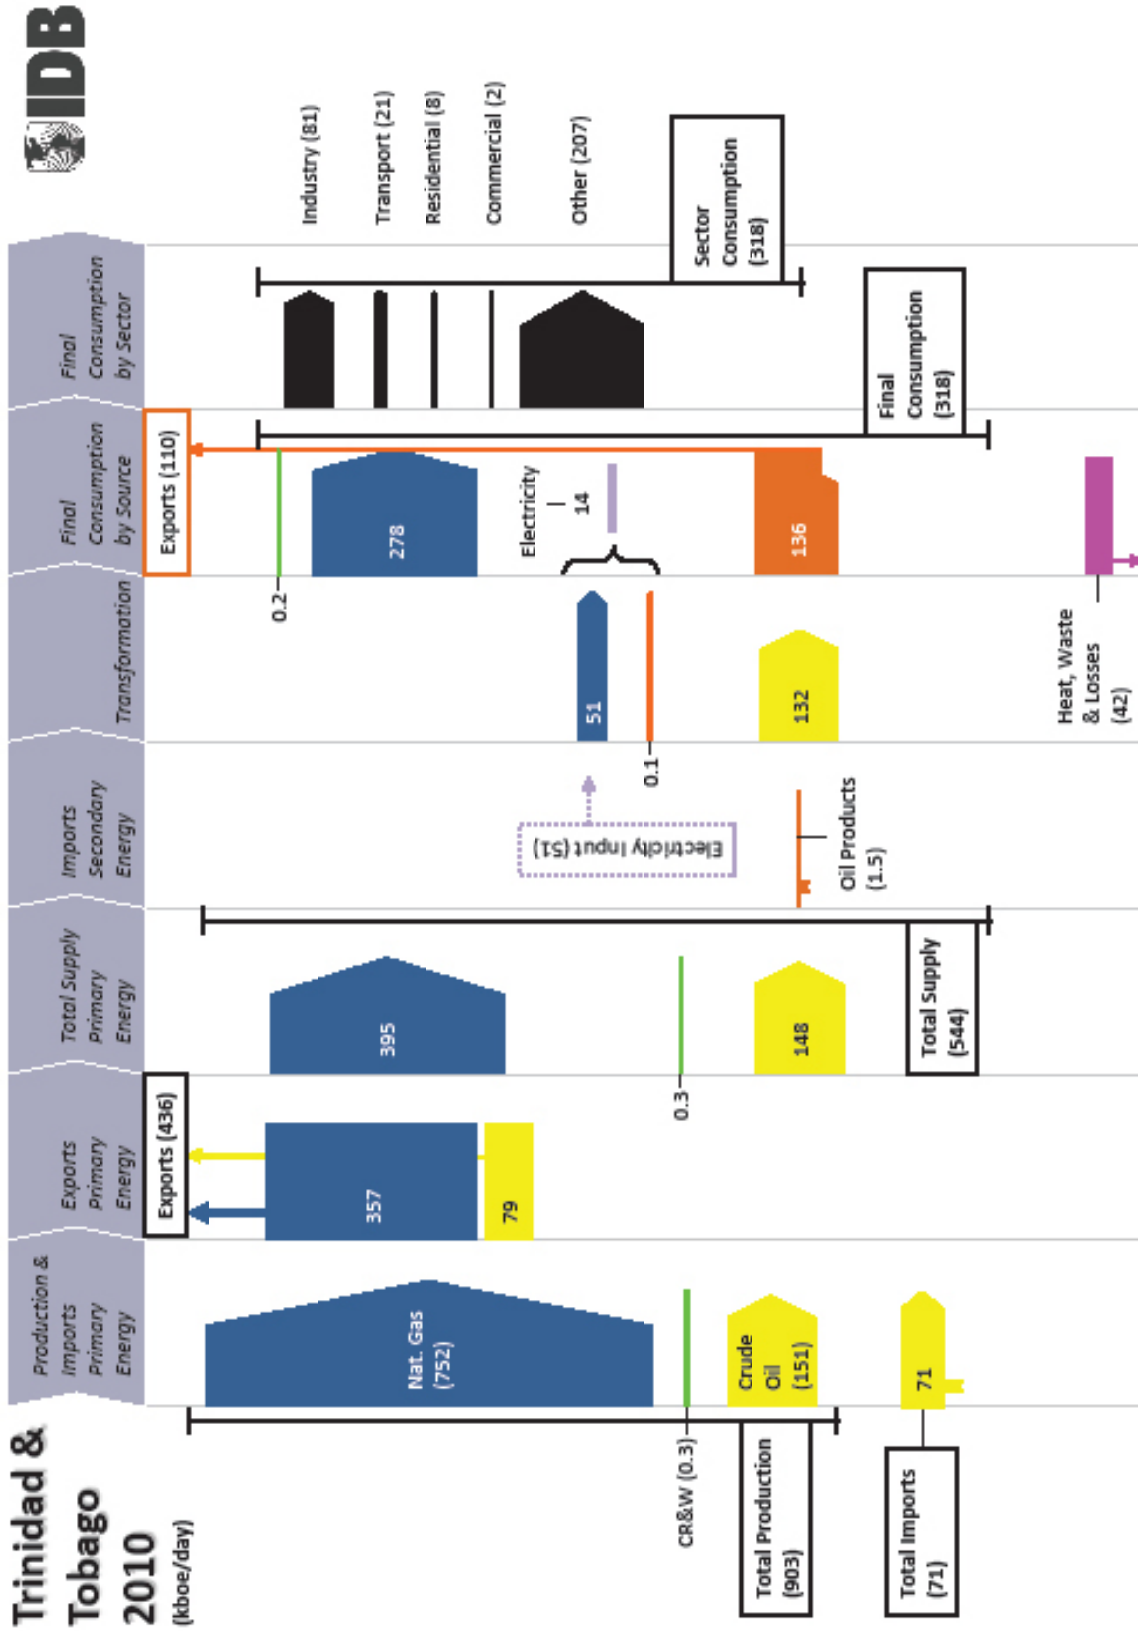 Trinidad &
Tobago
2010
(kboe/day)
IDB
Production &
Imports
Primary
Energy
Exports
Primary
Energy
Total Supply
Primary
Energy
Imports
Secondary
Energy
Transformation
Final
Consumption
by Source
Final
Consumption
by Sector
Exports (436)
Exports (110)
Nat. Gas
(752)
357
395
0.2
278
Industry (81)
Transport (21)
Residential (8)
Commercial (2)
Other (207)
79
Electricity Input (51)
51
0.1
Electricity
14
CR&W (0.3)
0.3
Crude
Oil
(151)
148
Oil Products
(1.5)
132
136
Sector
Consumption
(318)
Total Production
(903)
Total Imports
(71)
71
Total Supply
(544)
Final
Consumption
(318)
Heat, Waste
& Losses
(42)